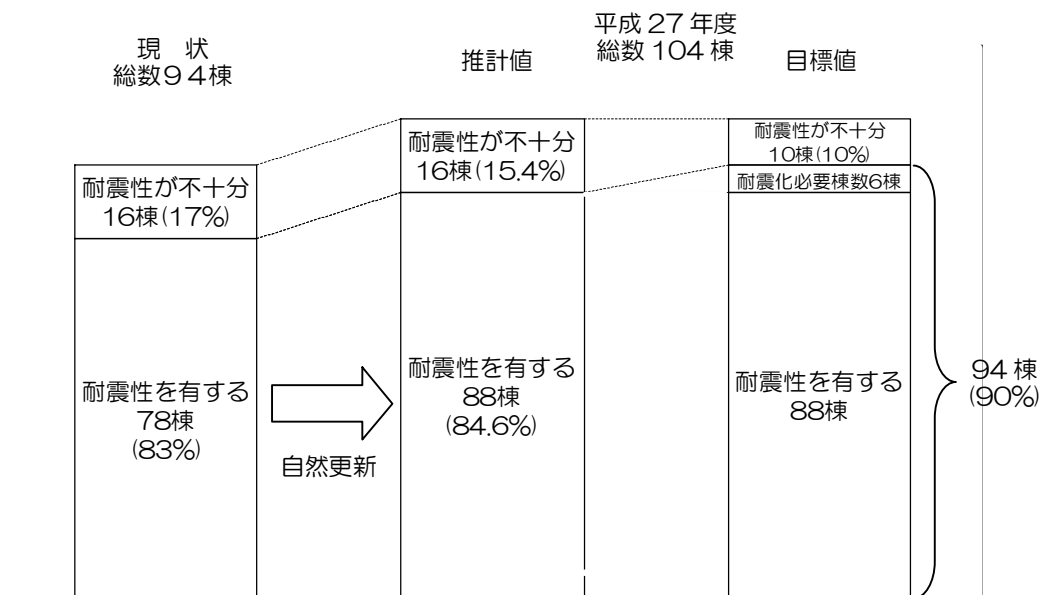 平成 27 年度
総数 104 棟
現　状
総数９４棟
推計値
目標値
耐震性が不十分
16棟(17%)
耐震性を有する
78棟
(83%)
自然更新
耐震性が不十分
16棟(15.4%)
耐震性を有する
88棟
(84.6%)
耐震性が不十分
10棟(10%)
耐震化必要棟数6棟
耐震性を有する
88棟
94 棟
(90%)